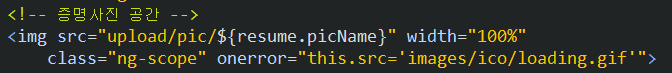 <!-- 증명사진 공간 -->
<img src="upload/pic/${resume.picName}" width="100%"
class="ng-scope" onerror="this.src='images/ico/loading.gif'">